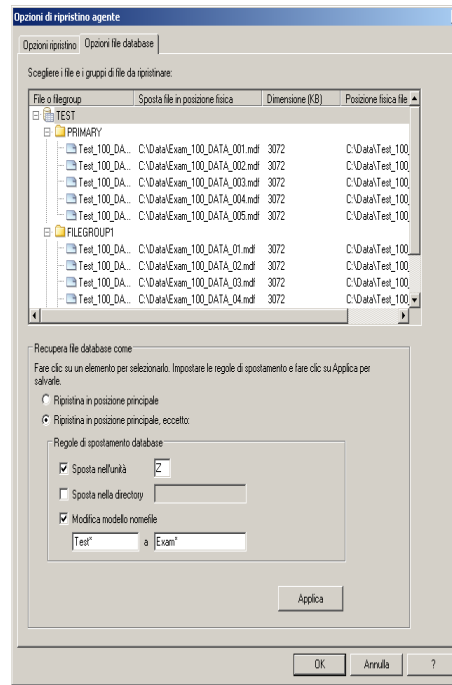 Opzioni di ripristino agente
Opzioni ripristino Opzioni file database
Scegliere i file e i gruppi di file da ripristinare:
File o filegroup Sposta file in posizione fisica Dimensione (KB) Posizione fisica file
TEST
PRIMARY
Test_100_DA... C:\Data\Exam_100_DATA_001.mdf 3072 C:\Data\Test_100_
Test_100_DA... C:\Data\Exam_100_DATA_002.mdf 3072 C:\Data\Test_100_
Test_100_DA... C:\Data\Exam_100_DATA_003.mdf 3072 C:\Data\Test_100_
Test_100_DA... C:\Data\Exam_100_DATA_004.mdf 3072 C:\Data\Test_100_
Test_100_DA... C:\Data\Exam_100_DATA_005.mdf 3072 C:\Data\Test_100_
FILEGROUP1
Test_100_DA... C:\Data\Exam_100_DATA_01.mdf 3072 C:\Data\Test_100_
Test_100_DA... C:\Data\Exam_100_DATA_02.mdf 3072 C:\Data\Test_100_
Test_100_DA... C:\Data\Exam_100_DATA_03.mdf 3072 C:\Data\Test_100_
Test_100_DA... C:\Data\Exam_100_DATA_04.mdf 3072 C:\Data\Test_100_
Recupera file database come
Fare clic su un elemento per selezionarlo. Impostare le regole di spostamento e fare clic su Applica per
salvarle.
Ripristina in posizione principale
Ripristina in posizione principale, eccetto:
Regole di spostamento database
Sposta nell'unità Z
Sposta nella directory
Modifica modello nomefile
Test* a Exam*
Applica
OK Annulla ?